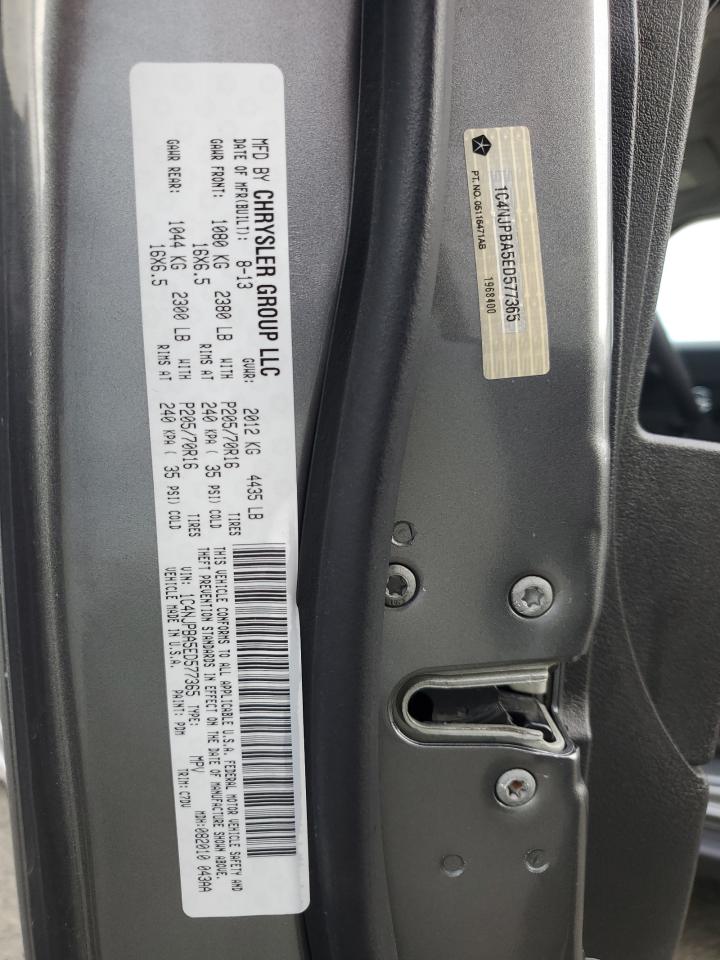 MFD BY CHRYSLER GROUP LLC
DATE OF MFR(BUILT): 8-13 GVWR: 2012 KG 4435 LB
GAWR FRONT: 1080 KG 2380 LB WITH P205/70R16 TIRES
16X6.5 RIMS AT 240 KPA ( 35 PSI) COLD
GAWR REAR: 1044 KG 2300 LB WITH P205/70R16 TIRES
16X6.5 RIMS AT 240 KPA ( 35 PSI) COLD
THIS VEHICLE CONFORMS TO ALL APPLICABLE U.S.A. FEDERAL MOTOR VEHICLE SAFETY AND
THEFT PREVENTION STANDARDS IN EFFECT ON THE DATE OF MANUFACTURE SHOWN ABOVE.
VIN: 1C4NJPBA5ED577365 TYPE: MPV MDH:082010 043AA
VEHICLE MADE IN U.S.A. PAINT: PDM TRIM:C7DV
1C4NJPBA5ED577365
PT. NO. 05116471AB 1968400